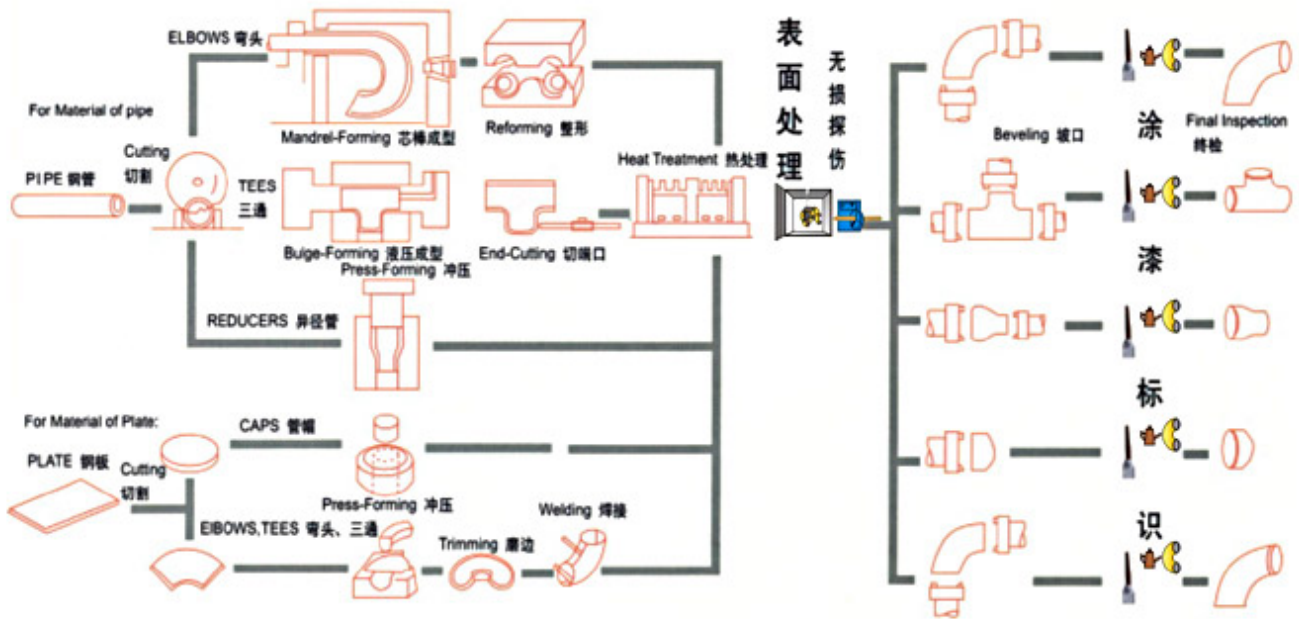 ELBOWS 弯头
For Material of pipe
Mandrel-Forming 芯棒成型
Reforming 整形
Cutting
切割
PIPE 钢管
TEES
三通
Heat Treatment 热处理
Buige-Forming 液压成型
End-Cutting 切端口
Press-Forming 冲压
REDUCERS 异径管
For Material of Plate:
CAPS 管帽
PLATE 钢板
Cutting
切割
Press-Forming 冲压
EIBOWS,TEES 弯头、三通
Trimming 磨边
Welding 焊接
表面处理
无损探伤
Beveling 坡口
涂漆标识
Final Inspection
终检